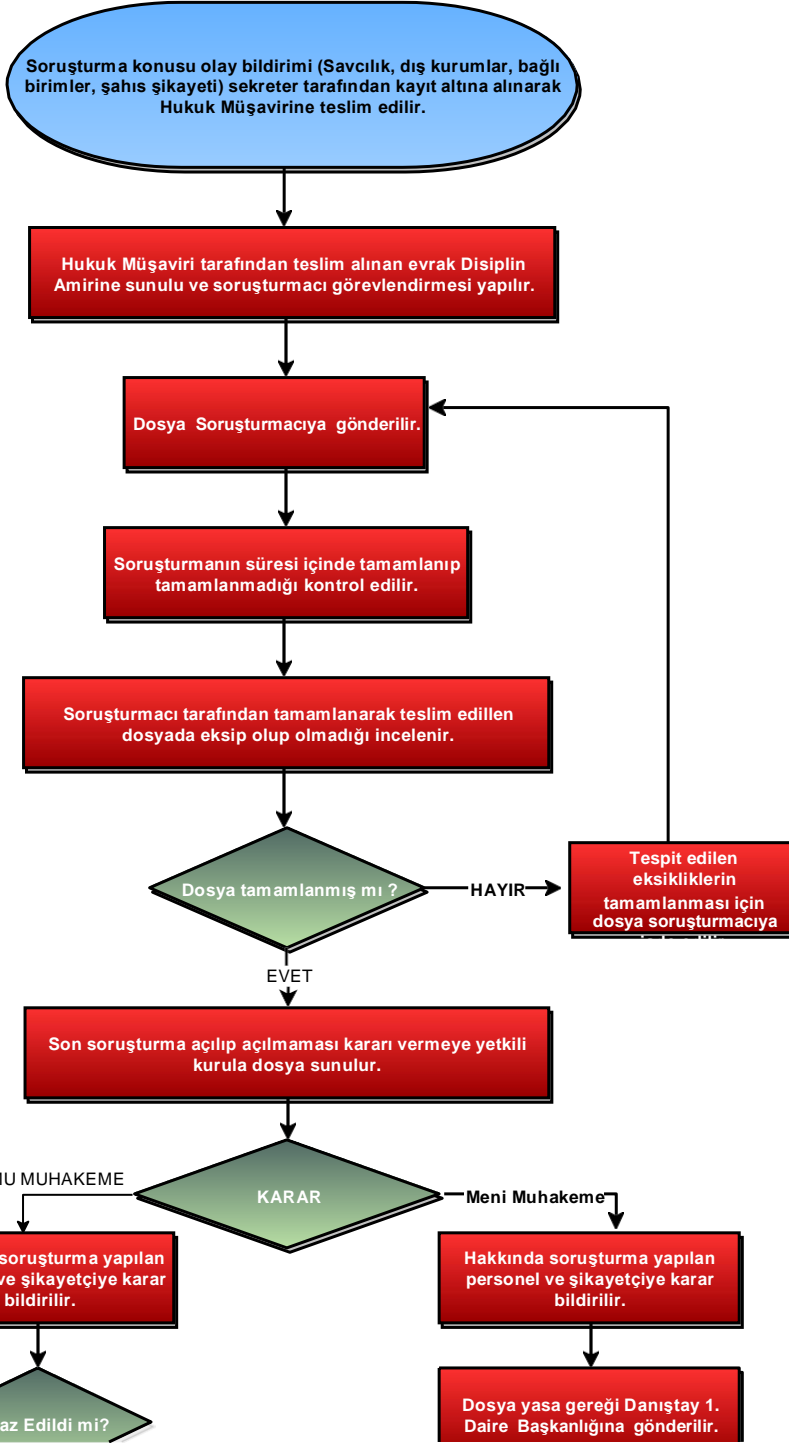 Soruşturma konusu olay bildirimi (Savcılık, dış kurumlar, bağlı
birimler, şahıs şikayeti) sekreter tarafından kayıt altına alınarak
Hukuk Müşavirine teslim edilir.
Hukuk Müşaviri tarafından teslim alınan evrak Disiplin
Amirine sunulu ve soruşturmacı görevlendirmesi yapılır.
Dosya Soruşturmacıya gönderilir.
Soruşturmanın süresi içinde tamamlanıp
tamamlanmadığı kontrol edilir.
Soruşturmacı tarafından tamamlanarak teslim edillen
dosyada eksip olup olmadığı incelenir.
Dosya tamamlanmış mı ?
HAYIR
Tespit edilen
eksikliklerin
tamamlanması için
dosya soruşturmacıya
EVET
Son soruşturma açılıp açılmaması kararı vermeye yetkili
kurula dosya sunulur.
MUHAKEME
KARAR
Meni Muhakeme
soruşturma yapılan
ve şikayetçiye karar
bildirilir.
Hakkında soruşturma yapılan
personel ve şikayetçiye karar
bildirilir.
Edildi mi?
Dosya yasa gereği Danıştay 1.
Daire Başkanlığına gönderilir.